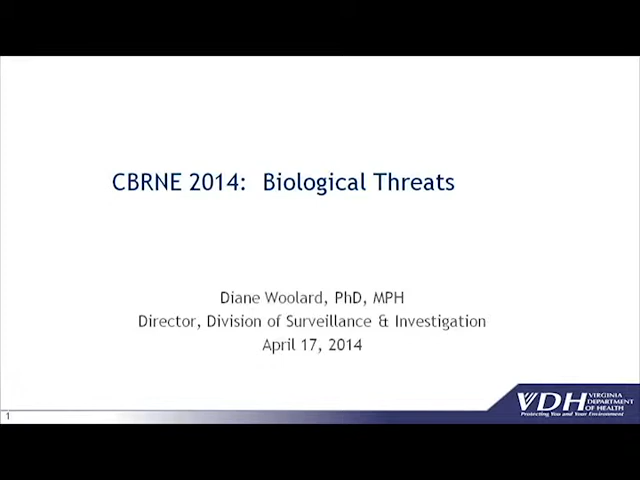 CBRNE 2014: Biological Threats
Diane Woolard, PhD, MPH
Director, Division of Surveillance & Investigation
April 17, 2014
1
VDH VIRGINIA
DEPARTMENT
OF HEALTH
Protecting You and Your Environment